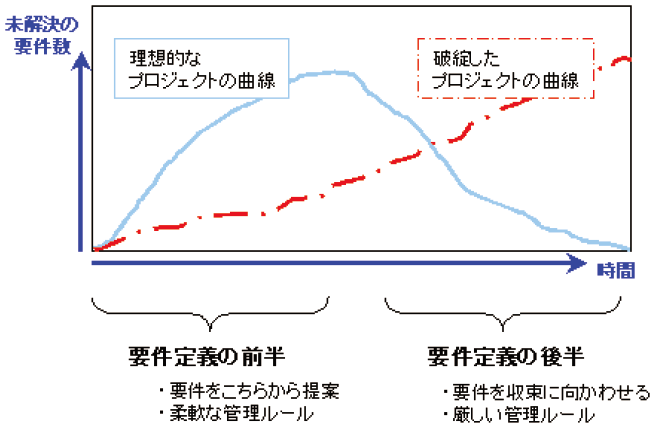 未解決の
要件数
理想的な
プロジェクトの曲線
破綻した
プロジェクトの曲線
時間
要件定義の前半
・要件をこちらから提案
・柔軟な管理ルール
要件定義の後半
・要件を収束に向かわせる
・厳しい管理ルール